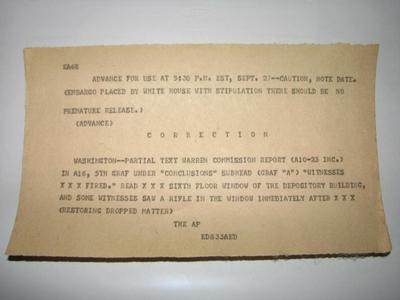 EA6E
ADVANCE FOR USE AT 5:30 P.M. EST, SEPT. 27--CAUTION, NOTE DATE.
(EMBARGO PLACED BY WHITE HOUSE WITH STIPULATION THERE SHOULD BE NO
PREMATURE RELEASE.)
(ADVANCE)
C O R R E C T I O N
WASHINGTON--PARTIAL TEXT WARREN COMMISSION REPORT (A10-23 INC.)
IN A16, 5TH GRAF UNDER "CONCLUSIONS" SUBHEAD (GRAF "A") "WITNESSES
X X X FIRED." READ X X X SIXTH FLOOR WINDOW OF THE DEPOSITORY BUILDING,
AND SOME WITNESSES SAW A RIFLE IN THE WINDOW IMMEDIATELY AFTER X X X
(RESTORING DROPPED MATTER)
THE AP